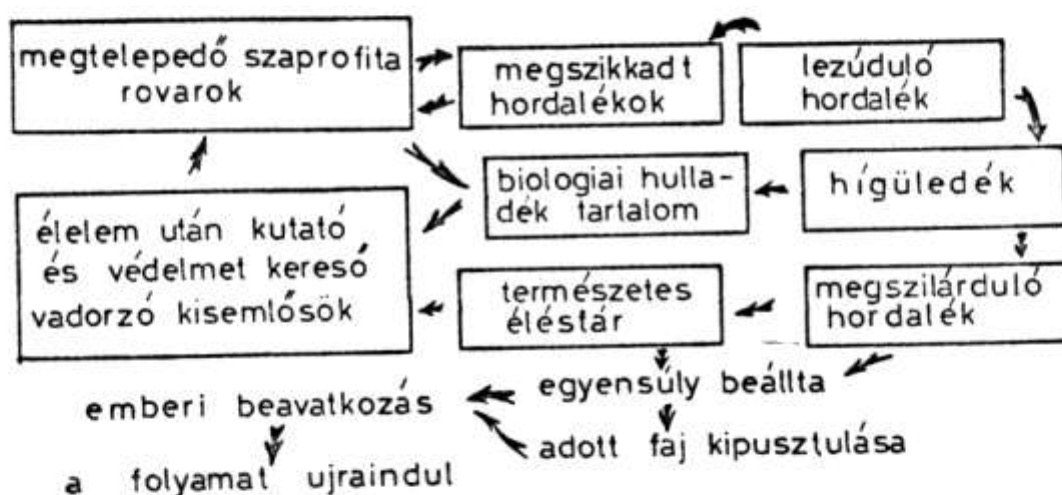 megtelepedő szaprofita
rovarok
megszikkadt
hordalékok
lezúduló
hordalék
biologiai hulla-
dék tartalom
hígüledék
élelem után kutató
és védelmet kereső
vadorzó kisemlősök
természetes
éléstár
megszilárduló
hordalék
egyensúly beállta
emberi beavatkozás
adott faj kipusztulása
a folyamat ujraindul